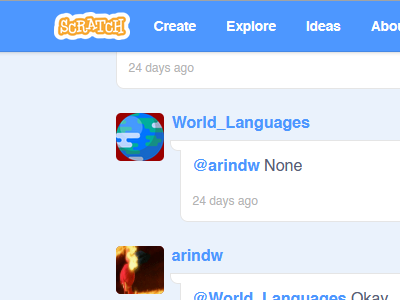 SCRATCH Create Explore Ideas Abou
24 days ago
World_Languages
@arindw None
24 days ago
arindw
@World_Languages Okay